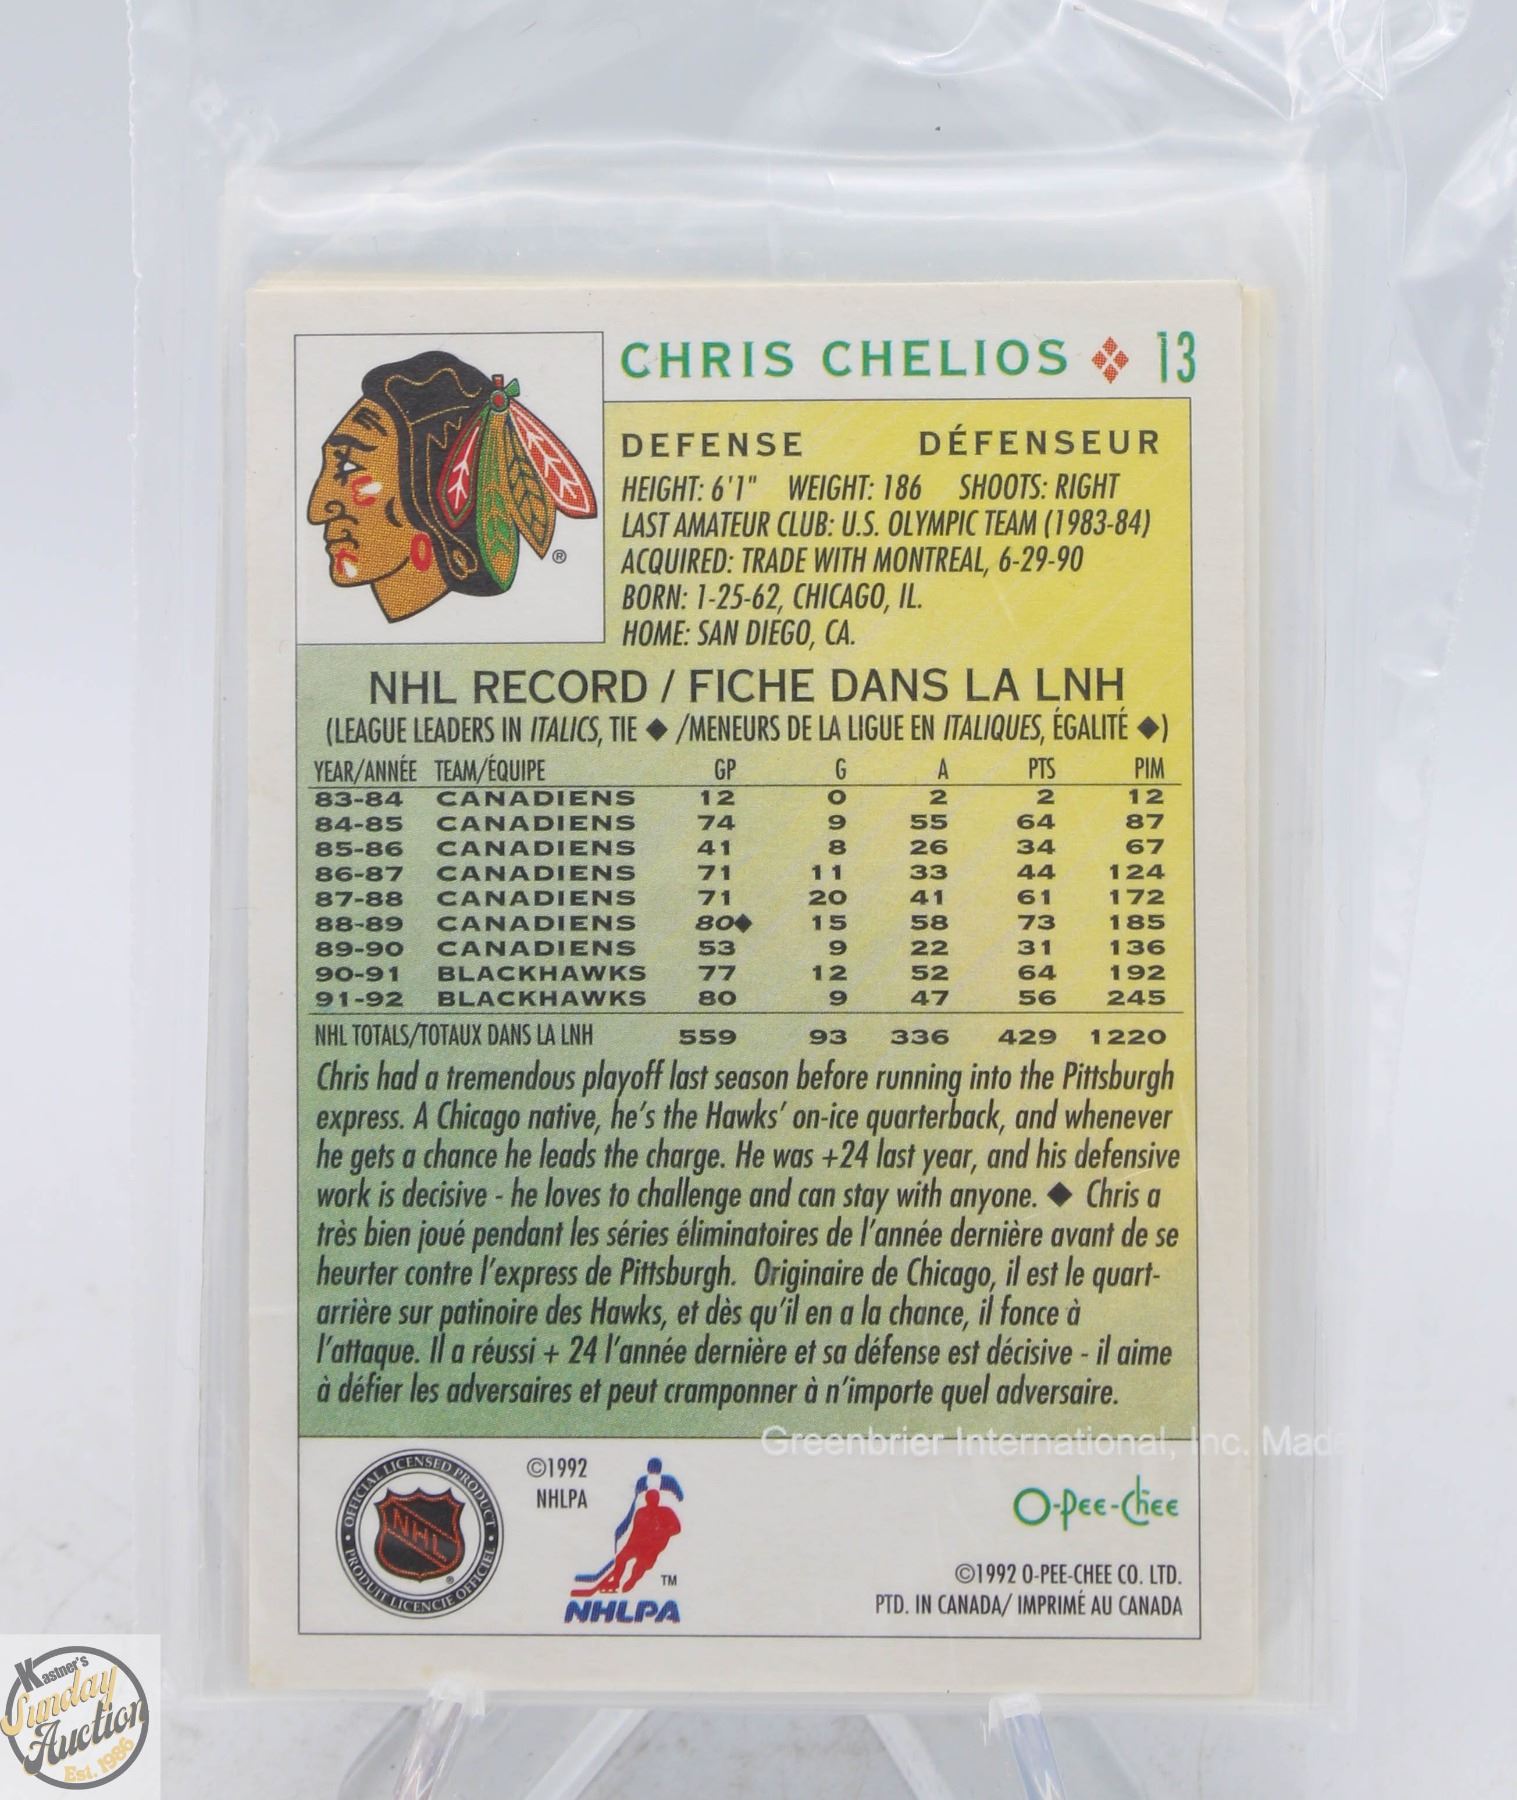 CHRIS CHELIOS 13
DEFENSE DÉFENSEUR
HEIGHT: 6'1" WEIGHT: 186 SHOOTS: RIGHT
LAST AMATEUR CLUB: U.S. OLYMPIC TEAM (1983-84)
ACQUIRED: TRADE WITH MONTREAL, 6-29-90
BORN: 1-25-62, CHICAGO, IL.
HOME: SAN DIEGO, CA.
®
NHL RECORD / FICHE DANS LA LNH
(LEAGUE LEADERS IN ITALICS, TIE ◆ /MENEURS DE LA LIGUE EN ITALIQUES, ÉGALITÉ ◆)
YEAR/ANNÉE TEAM/ÉQUIPE GP G A PTS PIM
83-84 CANADIENS 12 0 2 2 12
84-85 CANADIENS 74 9 55 64 87
85-86 CANADIENS 41 8 26 34 67
86-87 CANADIENS 71 11 33 44 124
87-88 CANADIENS 71 20 41 61 172
88-89 CANADIENS 80◆ 15 58 73 185
89-90 CANADIENS 53 9 22 31 136
90-91 BLACKHAWKS 77 12 52 64 192
91-92 BLACKHAWKS 80 9 47 56 245
NHL TOTALS/TOTAUX DANS LA LNH 559 93 336 429 1220
Chris had a tremendous playoff last season before running into the Pittsburgh
express. A Chicago native, he's the Hawks' on-ice quarterback, and whenever
he gets a chance he leads the charge. He was +24 last year, and his defensive
work is decisive - he loves to challenge and can stay with anyone. ◆ Chris a
très bien joué pendant les séries éliminatoires de l'année dernière avant de se
heurter contre l'express de Pittsburgh. Originaire de Chicago, il est le quart-
arrière sur patinoire des Hawks, et dès qu'il en a la chance, il fonce à
l'attaque. Il a réussi + 24 l'année dernière et sa défense est décisive - il aime
à défier les adversaires et peut cramponner à n'importe quel adversaire.
Greenbrier International, Inc. Made
OFFICIAL LICENSED PRODUCT
NHL
®
PRODUIT LICENCIE OFFICIEL
©1992
NHLPA
TM
NHLPA
O-Pee-Chee
©1992 O-PEE-CHEE CO. LTD.
PTD. IN CANADA/ IMPRIMÉ AU CANADA
Kastner's
Sunday
Auction
Est. 1986